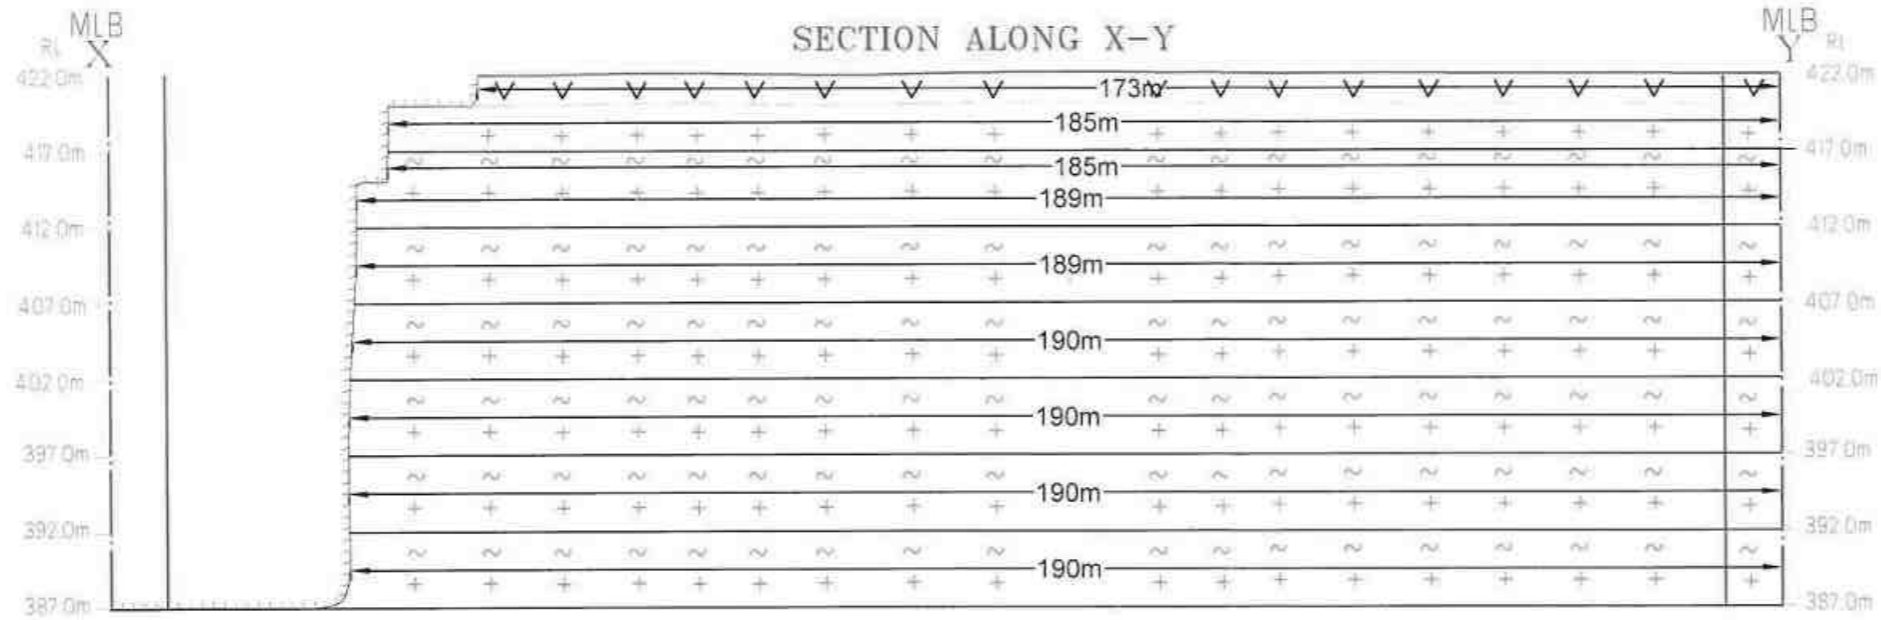 MLB MLB
X SECTION ALONG X-Y Y
RL RL
422.0m 173m 422.0m
185m
417.0m 417.0m
185m
189m
412.0m 412.0m
189m
407.0m 407.0m
190m
402.0m 402.0m
190m
397.0m 397.0m
190m
392.0m 392.0m
190m
387.0m 387.0m